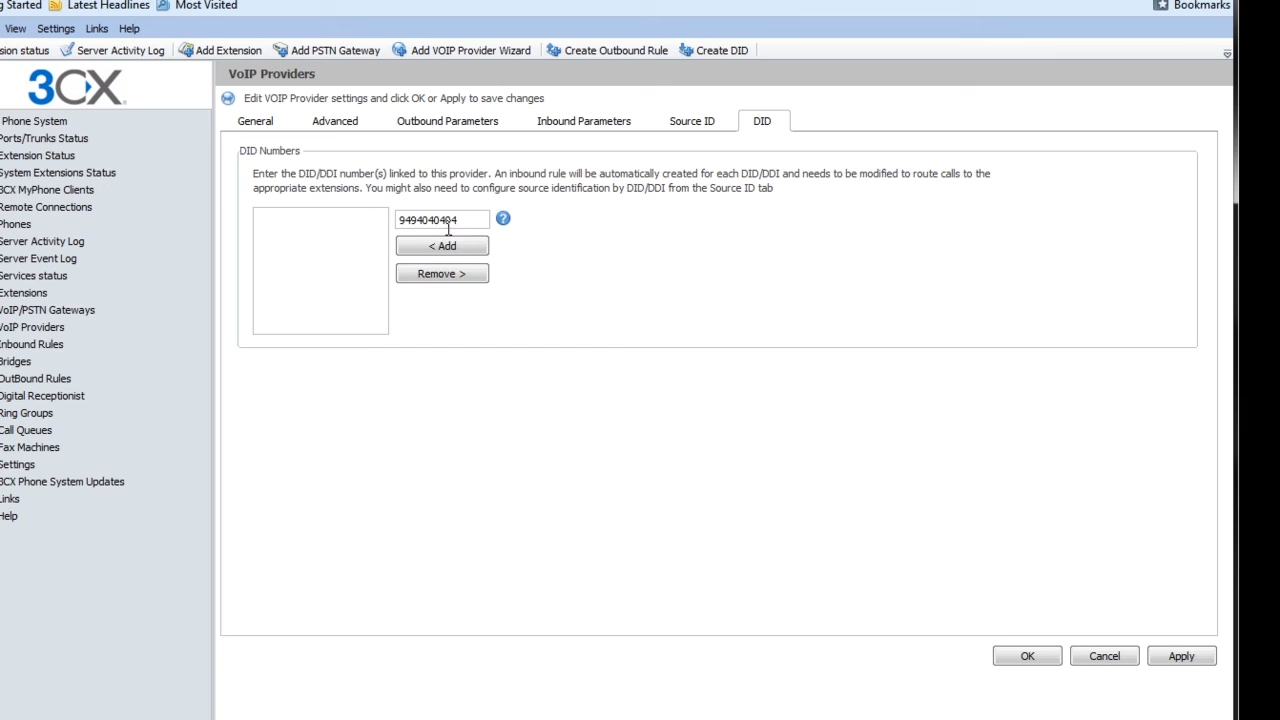 g Started Latest Headlines Most Visited Bookmarks
View Settings Links Help
sion status Server Activity Log Add Extension Add PSTN Gateway Add VOIP Provider Wizard Create Outbound Rule Create DID
3CX
VoIP Providers
Edit VOIP Provider settings and click OK or Apply to save changes
General Advanced Outbound Parameters Inbound Parameters Source ID DID
Phone System
Ports/Trunks Status
Extension Status
System Extensions Status
3CX MyPhone Clients
Remote Connections
Phones
Server Activity Log
Server Event Log
Services status
Extensions
VoIP/PSTN Gateways
VoIP Providers
Inbound Rules
Bridges
OutBound Rules
Digital Receptionist
Ring Groups
Call Queues
Fax Machines
Settings
3CX Phone System Updates
Links
Help
DID Numbers
Enter the DID/DDI number(s) linked to this provider. An inbound rule will be automatically created for each DID/DDI and needs to be modified to route calls to the
appropriate extensions. You might also need to configure source identification by DID/DDI from the Source ID tab
9494040404
< Add
Remove >
OK Cancel Apply